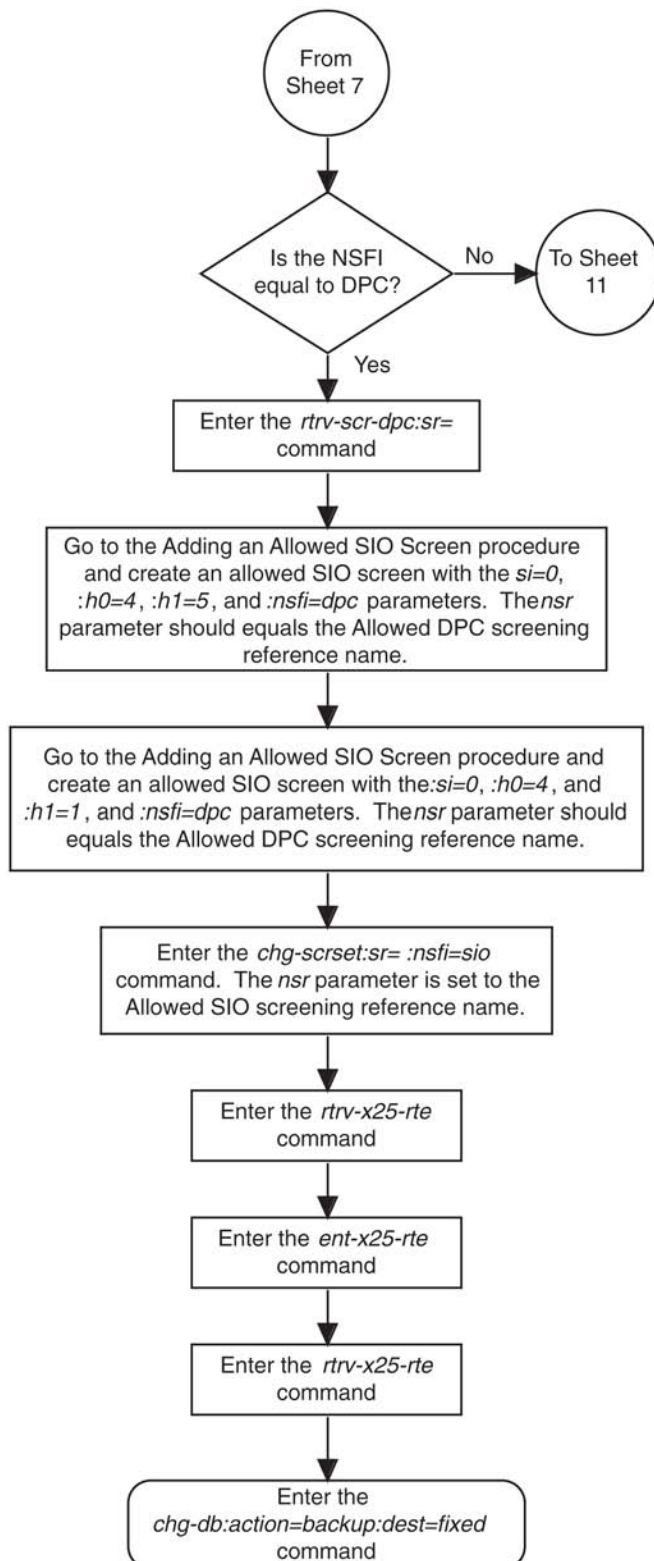 From
Sheet 7
Is the NSFI
equal to DPC?
No
To Sheet
11
Yes
Enter the rtrv-scr-dpc:sr=
command
Go to the Adding an Allowed SIO Screen procedure
and create an allowed SIO screen with the si=0,
:h0=4, :h1=5, and :nsfi=dpc parameters. The nsr
parameter should equals the Allowed DPC screening
reference name.
Go to the Adding an Allowed SIO Screen procedure and
create an allowed SIO screen with the:si=0, :h0=4, and
:h1=1, and :nsfi=dpc parameters. The nsr parameter should
equals the Allowed DPC screening reference name.
Enter the chg-scrset:sr= :nsfi=sio
command. The nsr parameter is set to the
Allowed SIO screening reference name.
Enter the rtrv-x25-rte
command
Enter the ent-x25-rte
command
Enter the rtrv-x25-rte
command
Enter the
chg-db:action=backup:dest=fixed
command